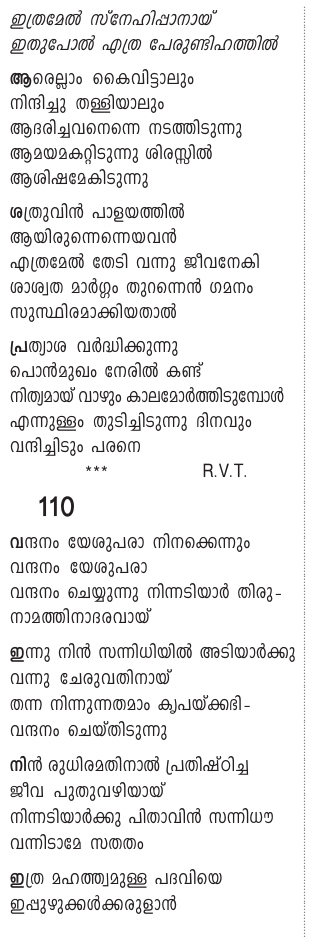 ഇത്രമേൽ സ്നേഹിപ്പാനായ്
ഇതുപോൽ എത്ര പേരുണ്ടിഹത്തിൽ
ആരെല്ലാം കൈവിട്ടാലും
നിന്ദിച്ചു തള്ളിയാലും
ആദരിച്ചവനെന്നെ നടത്തിടുന്നു
ആമയമകറ്റിടുന്നു ശിരസ്സിൽ
ആശിഷമേകിടുന്നു
ശത്രുവിൻ പാളയത്തിൽ
ആയിരുന്നെന്നെയവൻ
എത്രമേൽ തേടി വന്നു ജീവനേകി
ശാശ്വത മാർഗ്ഗം തുറന്നെൻ ഗമനം
സുസ്ഥിരമാക്കിയതാൽ
പ്രത്യാശ വർദ്ധിക്കുന്നു
പൊൻമുഖം നേരിൽ കണ്ട്
നിത്യമായ് വാഴും കാലമോർത്തിടുമ്പോൾ
എന്നുള്ളം തുടിച്ചിടുന്നു ദിനവും
വന്ദിച്ചിടും പരനെ
*** R.V.T.
110
വന്ദനം യേശുപരാ നിനക്കെന്നും
വന്ദനം യേശുപരാ
വന്ദനം ചെയ്യുന്നു നിന്നടിയാർ തിരു-
നാമത്തിനാദരവായ്
ഇന്നു നിൻ സന്നിധിയിൽ അടിയാർക്കു
വന്നു ചേരുവതിനായ്
തന്ന നിന്നുന്നതമാം കൃപയ്ക്കഭി-
വന്ദനം ചെയ്തിടുന്നു
നിൻ രുധിരമതിനാൽ പ്രതിഷ്ഠിച്ച
ജീവ പുതുവഴിയായ്
നിന്നടിയാർക്കു പിതാവിൻ സന്നിധൗ
വന്നിടാമേ സതതം
ഇത്ര മഹത്ത്വമുള്ള പദവിയെ
ഇപ്പുഴുക്കൾക്കരുളാൻ